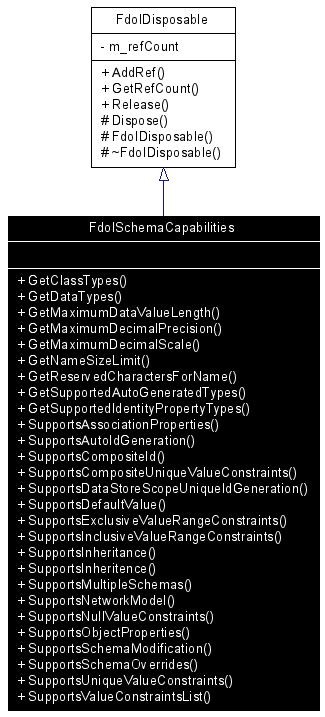 FdoIDisposable
- m_refCount
+ AddRef()
+ GetRefCount()
+ Release()
# Dispose()
# FdoIDisposable()
# ~FdoIDisposable()
FdoISchemaCapabilities
+ GetClassTypes()
+ GetDataTypes()
+ GetMaximumDataValueLength()
+ GetMaximumDecimalPrecision()
+ GetMaximumDecimalScale()
+ GetNameSizeLimit()
+ GetReservedCharactersForName()
+ GetSupportedAutoGeneratedTypes()
+ GetSupportedIdentityPropertyTypes()
+ SupportsAssociationProperties()
+ SupportsAutoIdGeneration()
+ SupportsCompositeId()
+ SupportsCompositeUniqueValueConstraints()
+ SupportsDataStoreScopeUniqueIdGeneration()
+ SupportsDefaultValue()
+ SupportsExclusiveValueRangeConstraints()
+ SupportsInclusiveValueRangeConstraints()
+ SupportsInheritance()
+ SupportsInheritence()
+ SupportsMultipleSchemas()
+ SupportsNetworkModel()
+ SupportsNullValueConstraints()
+ SupportsObjectProperties()
+ SupportsSchemaModification()
+ SupportsSchemaOverrides()
+ SupportsUniqueValueConstraints()
+ SupportsValueConstraintsList()